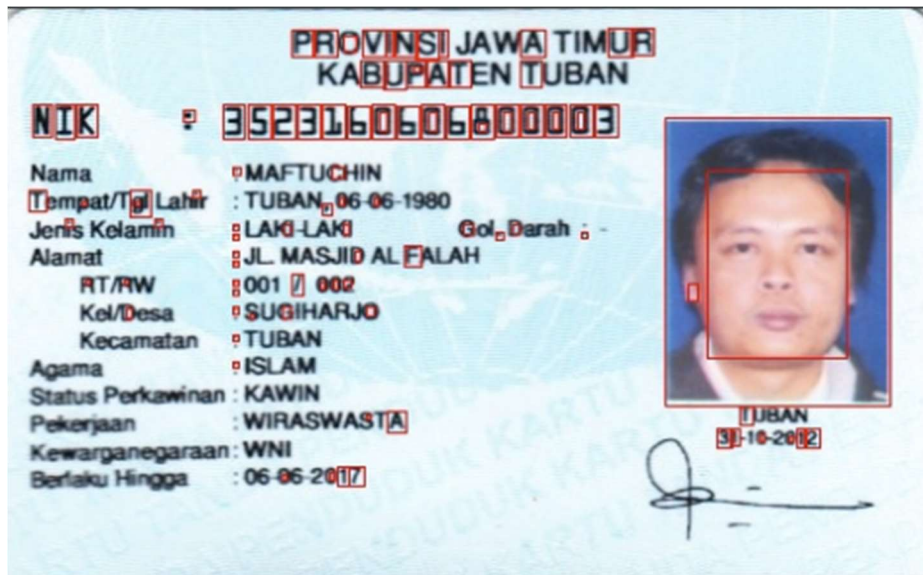 PROVINSI JAWA TIMUR
KABUPATEN TUBAN
NIK : 3523160606800003
Nama : MAFTUCHIN
Tempat/Tgl Lahir : TUBAN, 06-06-1980
Jenis Kelamin : LAKI-LAKI Gol. Darah : -
Alamat : JL. MASJID AL FALAH
RT/RW : 001 / 002
Kel/Desa : SUGIHARJO
Kecamatan : TUBAN
Agama : ISLAM
Status Perkawinan : KAWIN
Pekerjaan : WIRASWASTA
Kewarganegaraan : WNI
Berlaku Hingga : 06-06-2017
TUBAN
31-10-2012